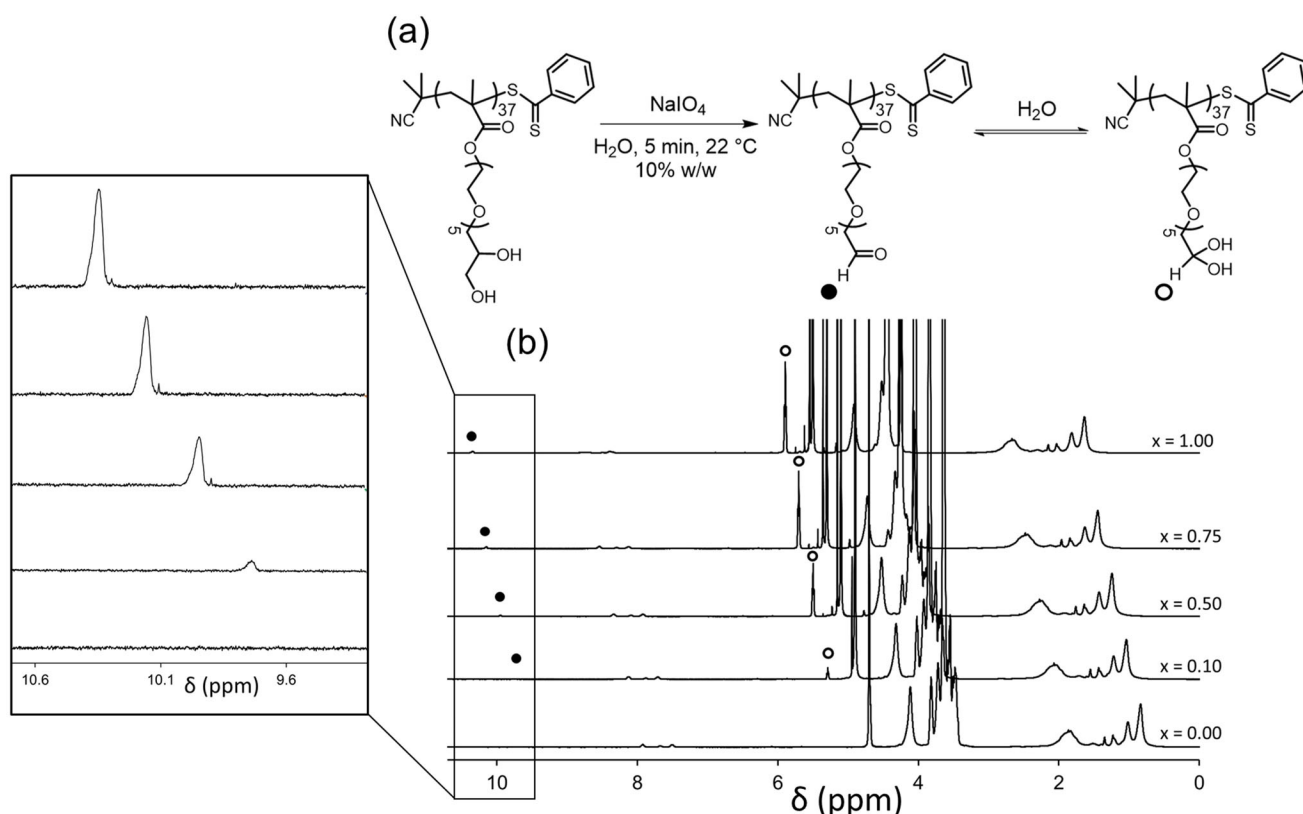 (a)
NC
S
S
37
O
O
O
5
OH
OH
NaIO₄
H₂O, 5 min, 22 °C
10% w/w
NC
S
S
37
O
O
O
5
O
H
H₂O
NC
S
S
37
O
O
O
5
OH
H
OH
(b)
x = 1.00
x = 0.75
x = 0.50
x = 0.10
x = 0.00
10.6 10.1 9.6
δ (ppm)
10 8 6 4 2 0
δ (ppm)